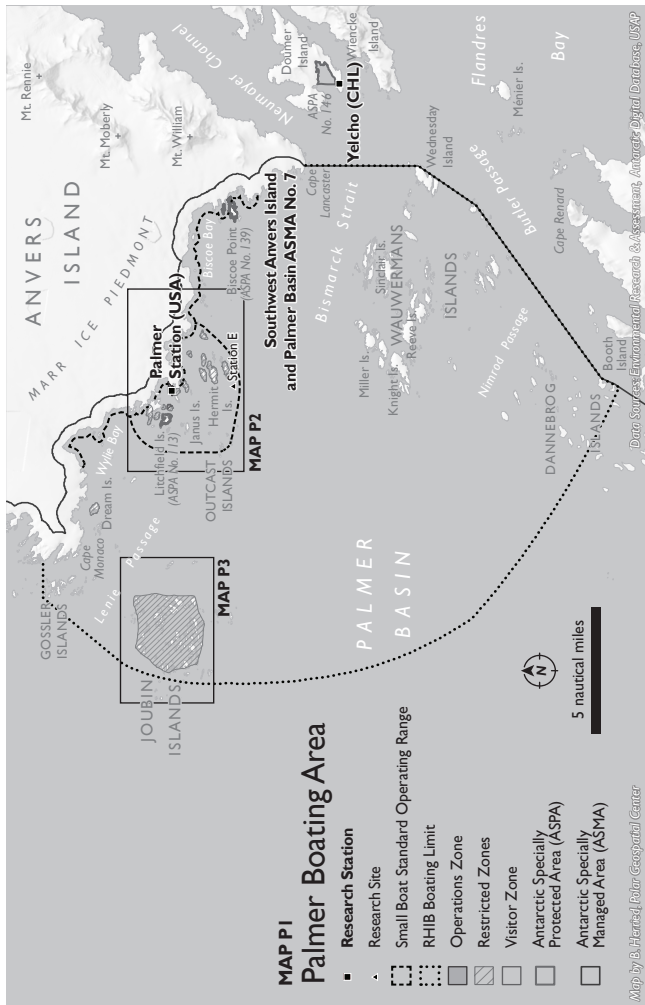 MAP P1
Palmer Boating Area
Research Station
Research Site
Small Boat Standard Operating Range
RHIB Boating Limit
Operations Zone
Restricted Zones
Visitor Zone
Antarctic Specially
Protected Area (ASPA)
Antarctic Specially
Managed Area (ASMA)
Map by B. Herried, Polar Geospatial Center
5 nautical miles
N
GOSSLER
ISLANDS
JOUBIN
ISLANDS
MAP P3
Lenie Passage
Cape
Monaco
Dream Is.
Wylie Bay
Litchfield Is.
(ASPA No. 113)
Janus Is.
Hermit
Is.
OUTCAST
ISLANDS
MAP P2
Palmer
Station (USA)
Station E
ANVERS
ISLAND
MARR ICE PIEDMONT
Mt. Rennie
Mt. Moberly
Mt. William
Biscoe Bay
Biscoe Point
(ASPA No. 139)
Southwest Anvers Island
and Palmer Basin ASMA No. 7
Neumayer Channel
Doumer
Island
Wiencke
Island
ASPA
No. 146
Yelcho (CHL)
Cape
Lancaster
Bismarck Strait
Wednesday
Island
Sinclair Is.
WAUWERMANS
ISLANDS
Miller Is.
Knight Is.
Reeve Is.
PALMER
BASIN
Nimrod Passage
DANNEBROG
ISLANDS
Booth
Island
Butler Passage
Cape Renard
Flandres
Bay
Ménier Is.
Data Sources: Environmental Research & Assessment, Antarctic Digital Database, USAP